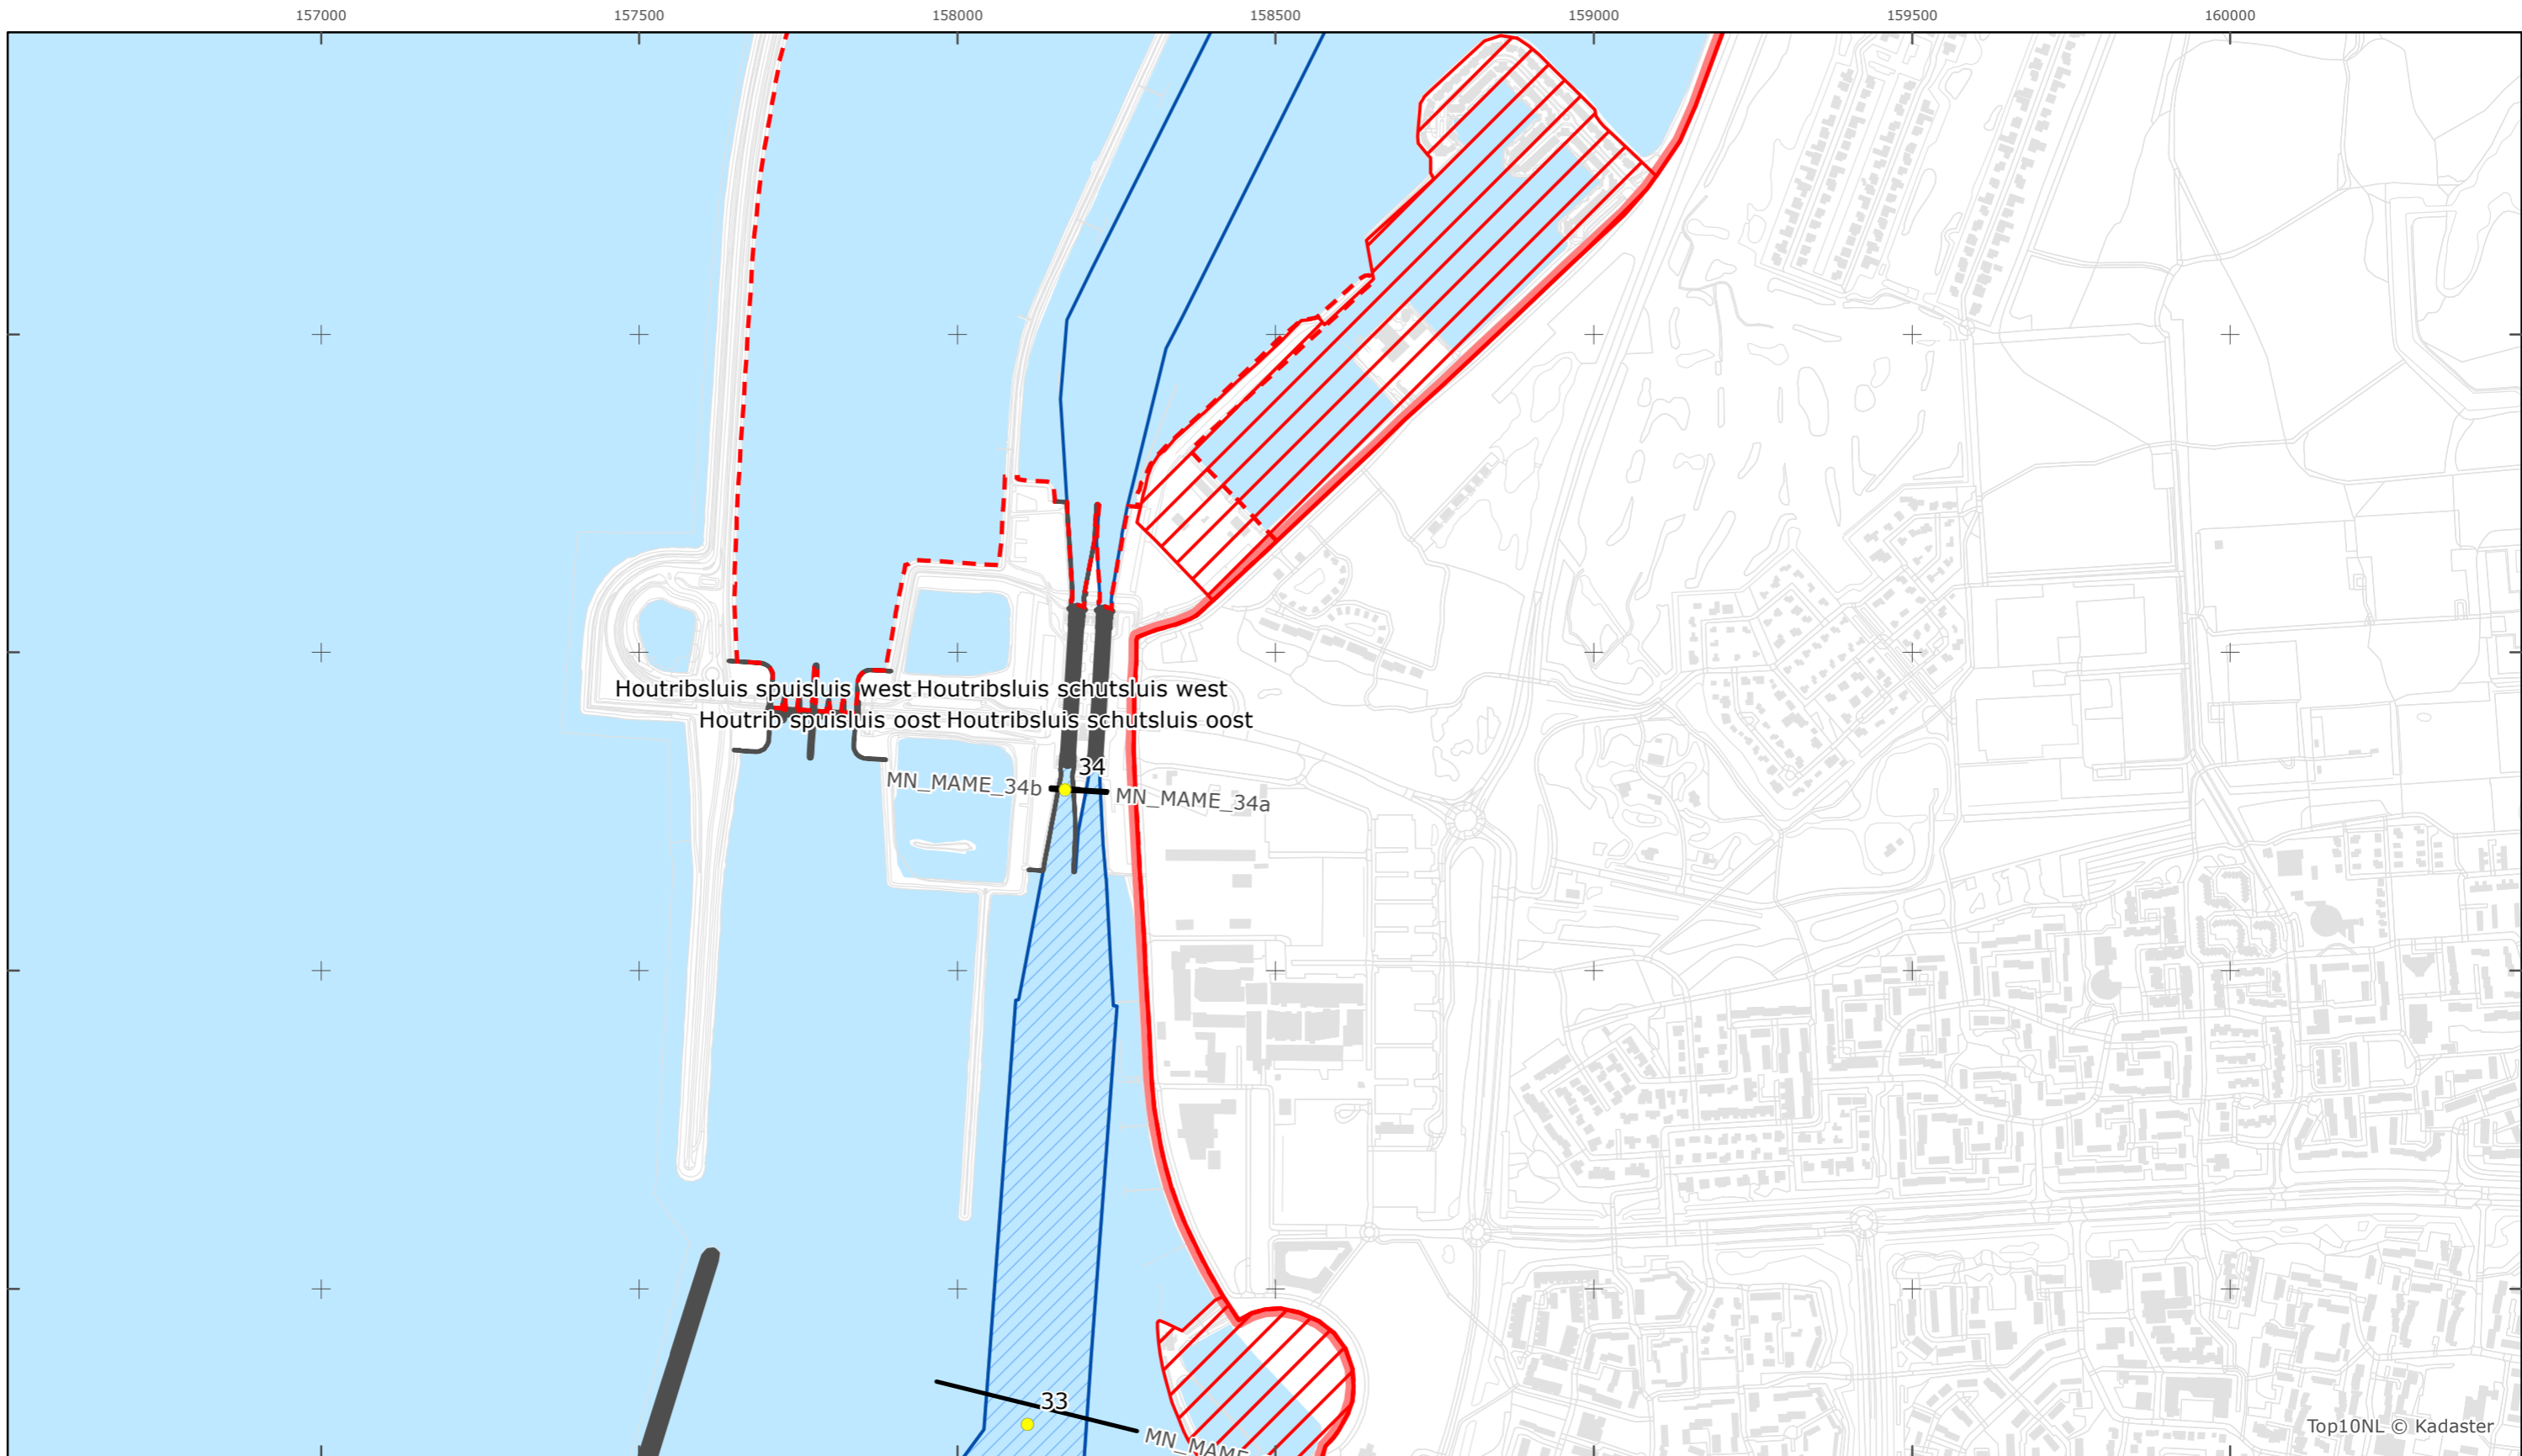 157000 157500 158000 158500 159000 159500 160000
Houtribsluis spuisluis west Houtribsluis schutsluis west
Houtrib spuisluis oost Houtribsluis schutsluis oost
34
MN_MAME_34b MN_MAME_34a
33
MN_MAME
Top10NL © Kadaster